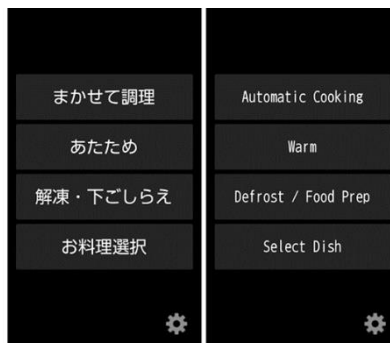 まかせて調理
あたため
解凍・下ごしらえ
お料理選択
Automatic Cooking
Warm
Defrost / Food Prep
Select Dish